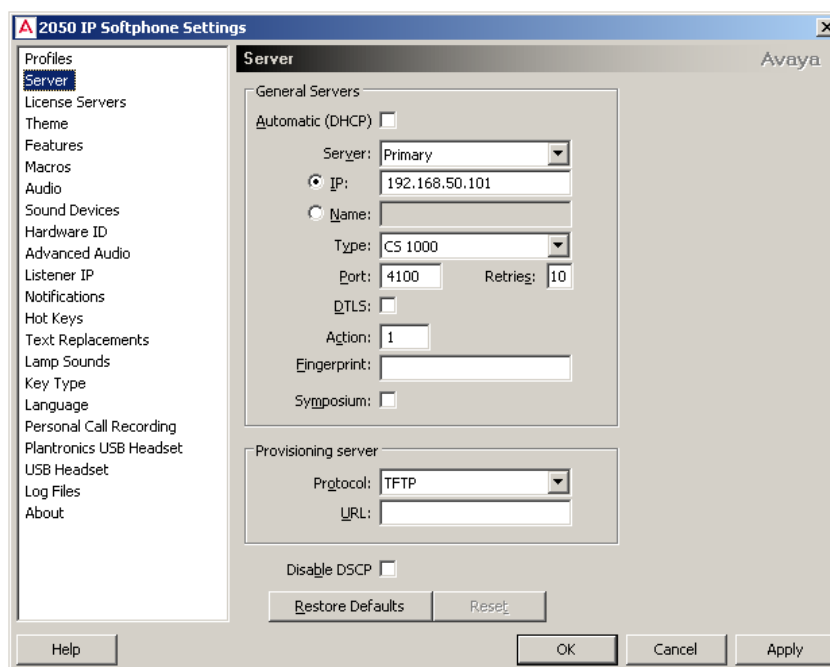 2050 IP Softphone Settings
Profiles
Server
License Servers
Theme
Features
Macros
Audio
Sound Devices
Hardware ID
Advanced Audio
Listener IP
Notifications
Hot Keys
Text Replacements
Lamp Sounds
Key Type
Language
Personal Call Recording
Plantronics USB Headset
USB Headset
Log Files
About
Server Avaya
General Servers
Automatic (DHCP)
Server: Primary
IP: 192.168.50.101
Name:
Type: CS 1000
Port: 4100 Retries: 10
DTLS:
Action: 1
Fingerprint:
Symposium:
Provisioning server
Protocol: TFTP
URL:
Disable DSCP
Restore Defaults Reset
Help OK Cancel Apply